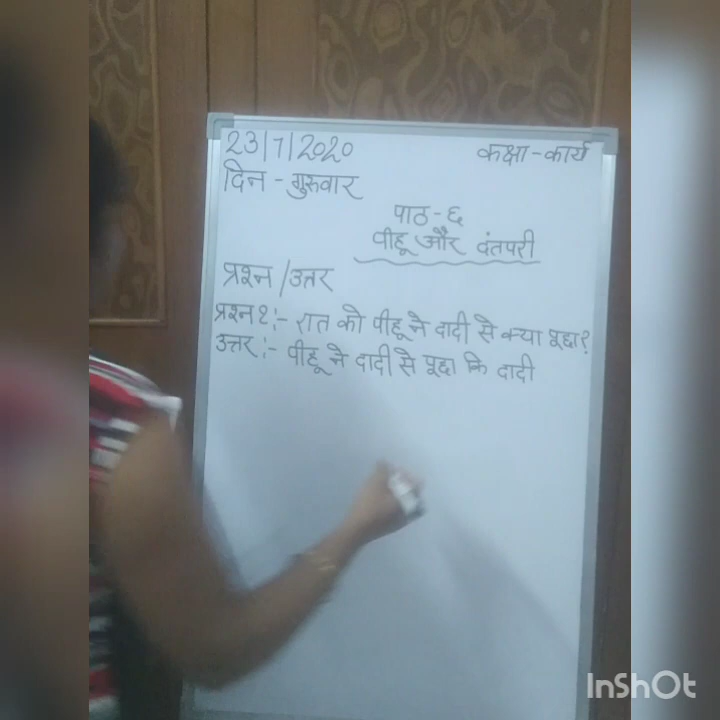 23/7/2020 कक्षा-कार्य
दिन - गुरुवार
पाठ-६
पीहू और दंतपरी
प्रश्न/उत्तर
प्रश्न१:- रात को पीहू ने दादी से क्या पूछा?
उत्तर:- पीहू ने दादी से पूछा कि दादी
InShOt